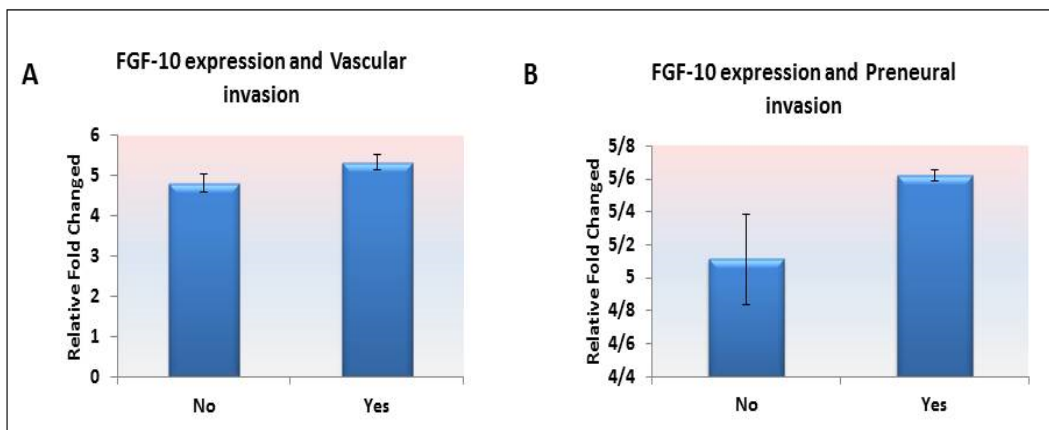 A
FGF-10 expression and Vascular
invasion
Relative Fold Changed
6
5
4
3
2
1
0
No Yes
B
FGF-10 expression and Preneural
invasion
Relative Fold Changed
5/8
5/6
5/4
5/2
5
4/8
4/6
4/4
No Yes